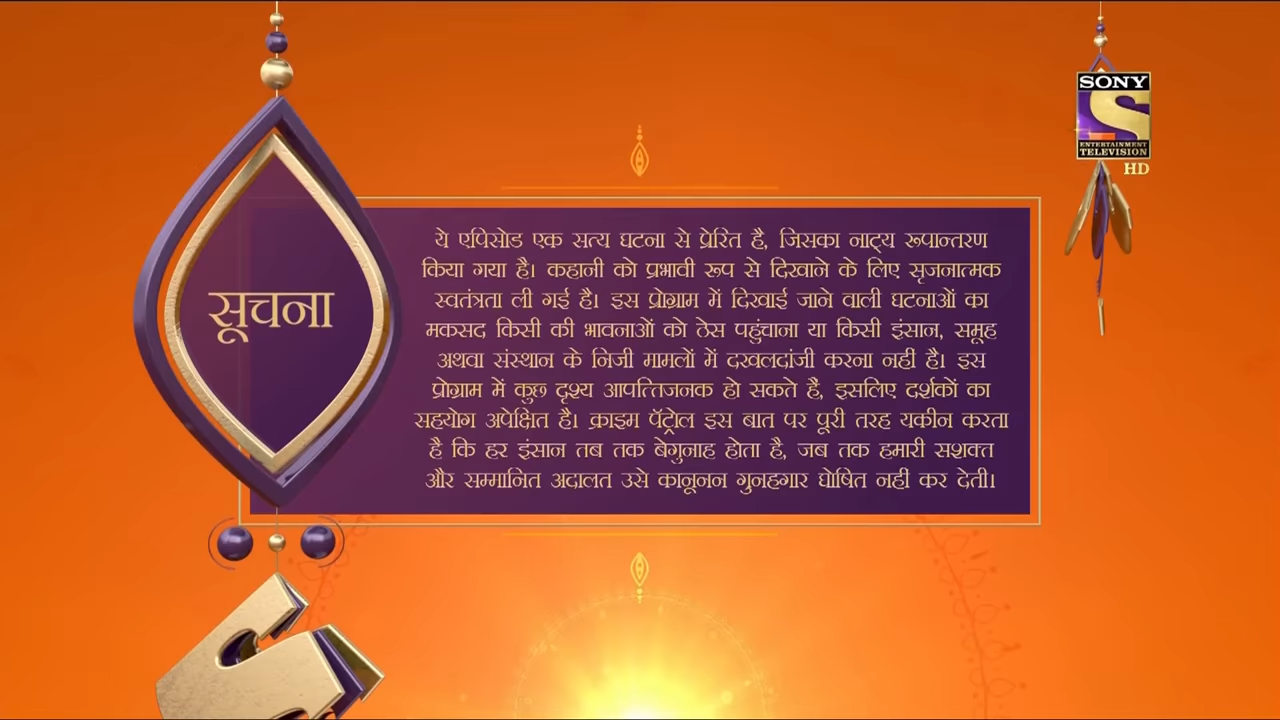 सूचना
ये एपिसोड एक सत्य घटना से प्रेरित है, जिसका नाट्य रूपान्तरण
किया गया है। कहानी को प्रभावी रूप से दिखाने के लिए सृजनात्मक
स्वतंत्रता ली गई है। इस प्रोग्राम में दिखाई जाने वाली घटनाओं का
मकसद किसी की भावनाओं को ठेस पहुंचाना या किसी इंसान, समूह
अथवा संस्थान के निजी मामलों में दखलदांजी करना नहीं है। इस
प्रोग्राम में कुछ दृश्य आपत्तिजनक हो सकते हैं, इसलिए दर्शकों का
सहयोग अपेक्षित है। क्राइम पॅट्रोल इस बात पर पूरी तरह यकीन करता
है कि हर इंसान तब तक बेगुनाह होता है, जब तक हमारी सशक्त
और सम्मानित अदालत उसे कानूनन गुनहगार घोषित नहीं कर देती।
SONY
ENTERTAINMENT
TELEVISION
HD